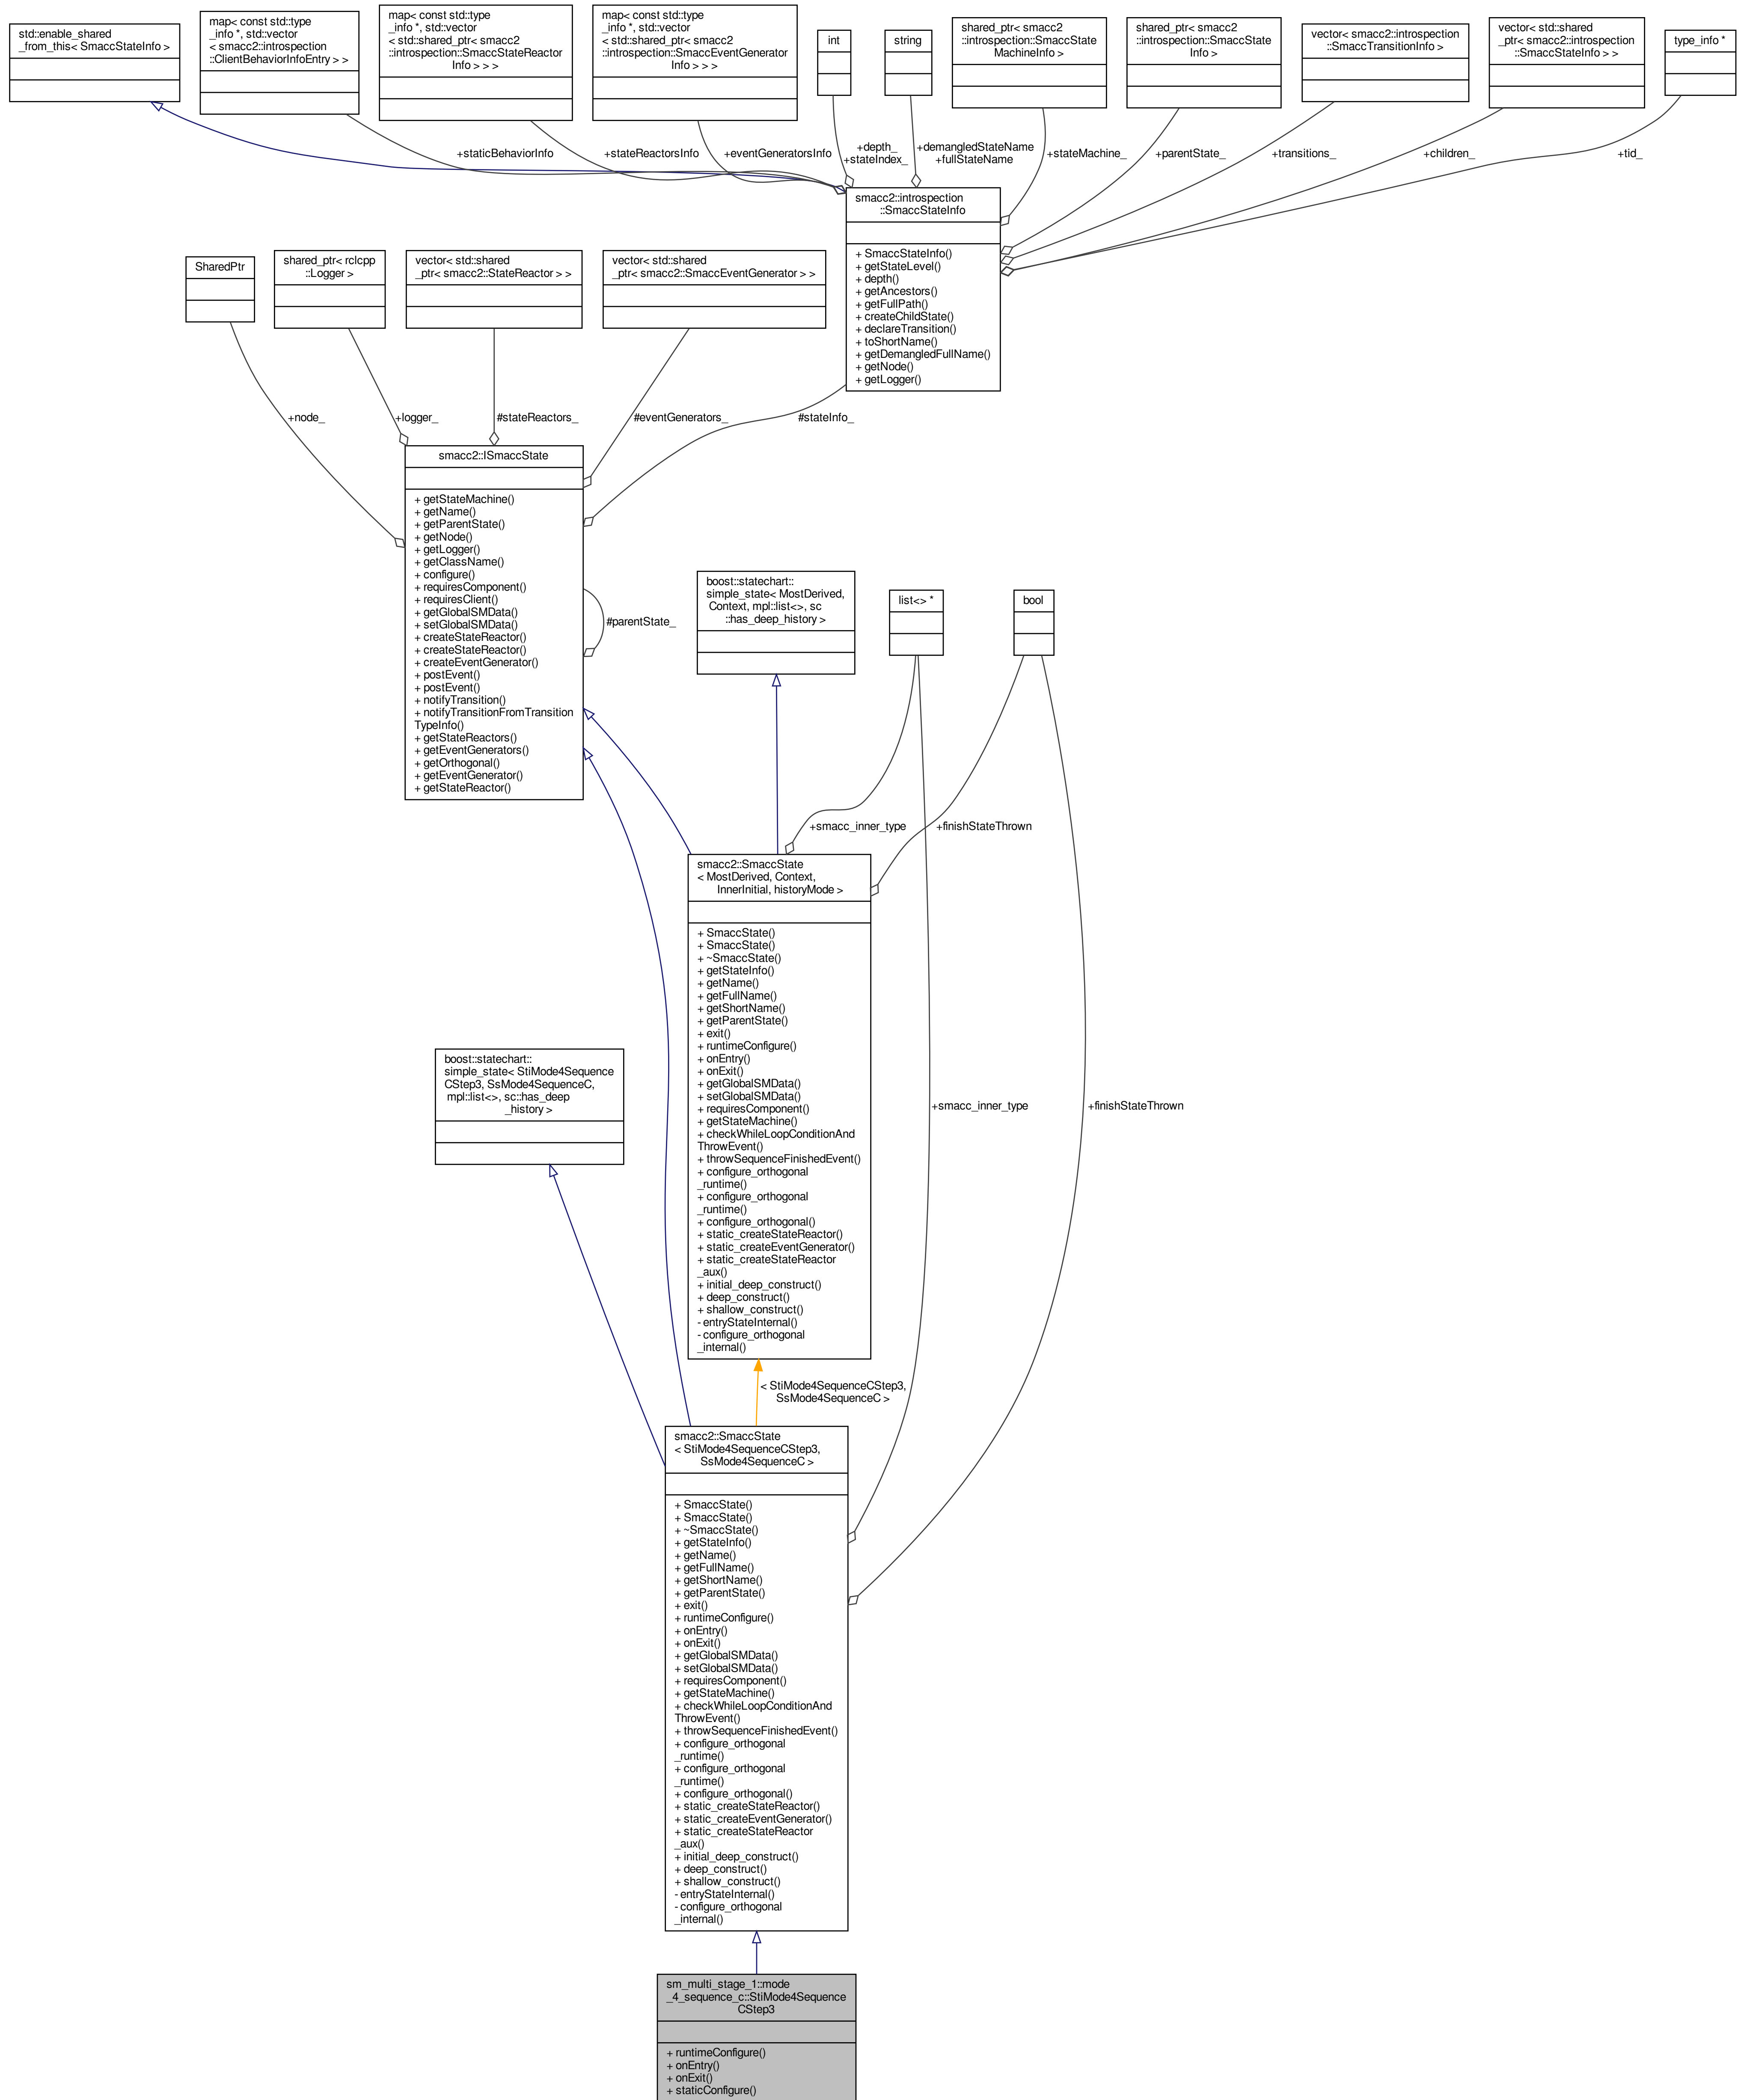 std::enable_shared
_from_this< SmaccStateInfo >
map< const std::type
_info *, std::vector
< smacc2::introspection
::ClientBehaviorInfoEntry > >
map< const std::type
_info *, std::vector
< std::shared_ptr< smacc2
::introspection::SmaccStateReactor
Info > > >
map< const std::type
_info *, std::vector
< std::shared_ptr< smacc2
::introspection::SmaccEventGenerator
Info > > >
int
string
shared_ptr< smacc2
::introspection::SmaccState
MachineInfo >
shared_ptr< smacc2
::introspection::SmaccState
Info >
vector< smacc2::introspection
::SmaccTransitionInfo >
vector< std::shared
_ptr< smacc2::introspection
::SmaccStateInfo > >
type_info *
+staticBehaviorInfo
+stateReactorsInfo
+eventGeneratorsInfo
+depth_
+stateIndex_
+demangledStateName
+fullStateName
+stateMachine_
+parentState_
+transitions_
+children_
+tid_
smacc2::introspection
::SmaccStateInfo
+ SmaccStateInfo()
+ getStateLevel()
+ depth()
+ getAncestors()
+ getFullPath()
+ createChildState()
+ declareTransition()
+ toShortName()
+ getDemangledFullName()
+ getNode()
+ getLogger()
SharedPtr
shared_ptr< rclcpp
::Logger >
vector< std::shared
_ptr< smacc2::StateReactor > >
vector< std::shared
_ptr< smacc2::SmaccEventGenerator > >
+node_
+logger_
#stateReactors_
#eventGenerators_
#stateInfo_
smacc2::ISmaccState
+ getStateMachine()
+ getName()
+ getParentState()
+ getNode()
+ getLogger()
+ getClassName()
+ configure()
+ requiresComponent()
+ requiresClient()
+ getGlobalSMData()
+ setGlobalSMData()
+ createStateReactor()
+ createStateReactor()
+ createEventGenerator()
+ postEvent()
+ postEvent()
+ notifyTransition()
+ notifyTransitionFromTransition
TypeInfo()
+ getStateReactors()
+ getEventGenerators()
+ getOrthogonal()
+ getEventGenerator()
+ getStateReactor()
#parentState_
boost::statechart::
simple_state< MostDerived,
Context, mpl::list<>, sc
::has_deep_history >
list<> *
bool
+smacc_inner_type
+finishStateThrown
smacc2::SmaccState
< MostDerived, Context,
InnerInitial, historyMode >
+ SmaccState()
+ SmaccState()
+ ~SmaccState()
+ getStateInfo()
+ getName()
+ getFullName()
+ getShortName()
+ getParentState()
+ exit()
+ runtimeConfigure()
+ onEntry()
+ onExit()
+ getGlobalSMData()
+ setGlobalSMData()
+ requiresComponent()
+ getStateMachine()
+ checkWhileLoopConditionAnd
ThrowEvent()
+ throwSequenceFinishedEvent()
+ configure_orthogonal
_runtime()
+ configure_orthogonal
_runtime()
+ configure_orthogonal()
+ static_createStateReactor()
+ static_createEventGenerator()
+ static_createStateReactor
_aux()
+ initial_deep_construct()
+ deep_construct()
+ shallow_construct()
- entryStateInternal()
- configure_orthogonal
_internal()
boost::statechart::
simple_state< StiMode4Sequence
CStep3, SsMode4SequenceC,
mpl::list<>, sc::has_deep
_history >
+smacc_inner_type
+finishStateThrown
< StiMode4SequenceCStep3,
SsMode4SequenceC >
smacc2::SmaccState
< StiMode4SequenceCStep3,
SsMode4SequenceC >
+ SmaccState()
+ SmaccState()
+ ~SmaccState()
+ getStateInfo()
+ getName()
+ getFullName()
+ getShortName()
+ getParentState()
+ exit()
+ runtimeConfigure()
+ onEntry()
+ onExit()
+ getGlobalSMData()
+ setGlobalSMData()
+ requiresComponent()
+ getStateMachine()
+ checkWhileLoopConditionAnd
ThrowEvent()
+ throwSequenceFinishedEvent()
+ configure_orthogonal
_runtime()
+ configure_orthogonal
_runtime()
+ configure_orthogonal()
+ static_createStateReactor()
+ static_createEventGenerator()
+ static_createStateReactor
_aux()
+ initial_deep_construct()
+ deep_construct()
+ shallow_construct()
- entryStateInternal()
- configure_orthogonal
_internal()
sm_multi_stage_1::mode
_4_sequence_c::StiMode4Sequence
CStep3
+ runtimeConfigure()
+ onEntry()
+ onExit()
+ staticConfigure()